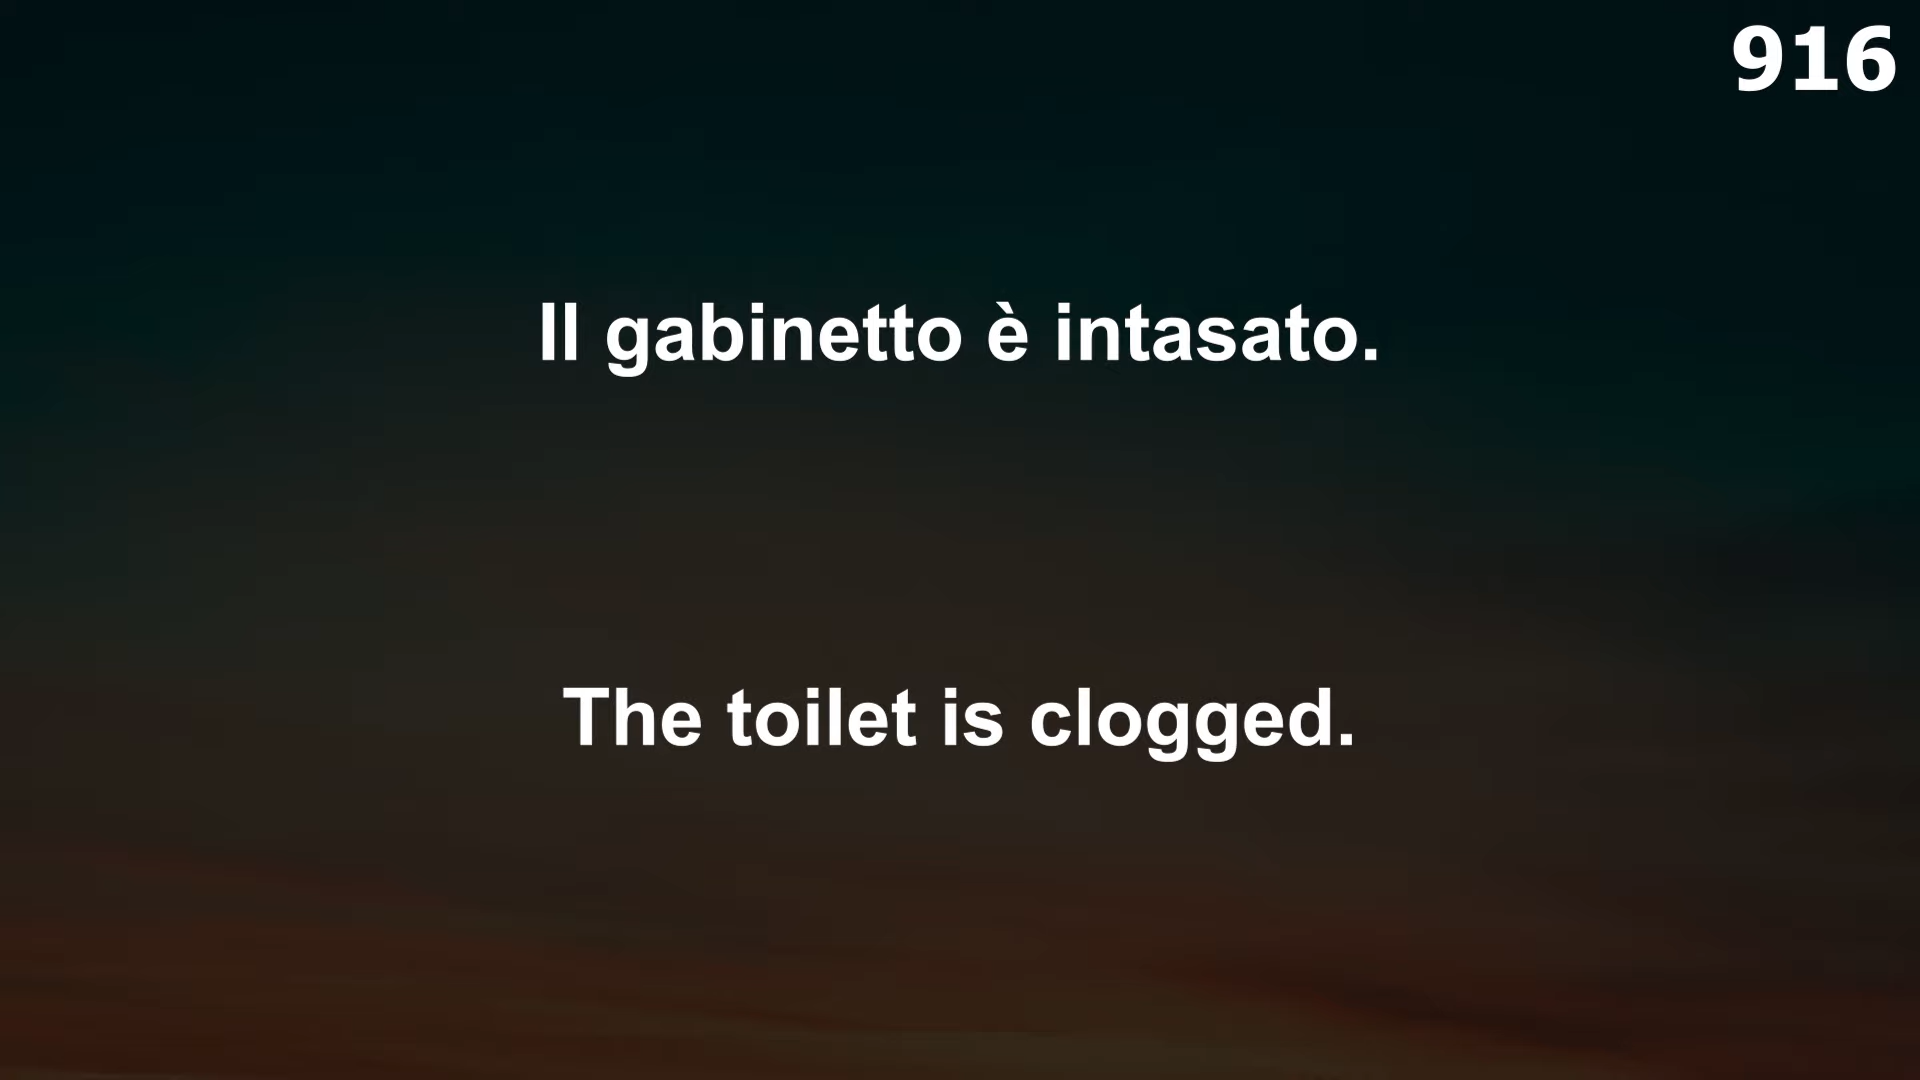 916
Il gabinetto è intasato.
The toilet is clogged.